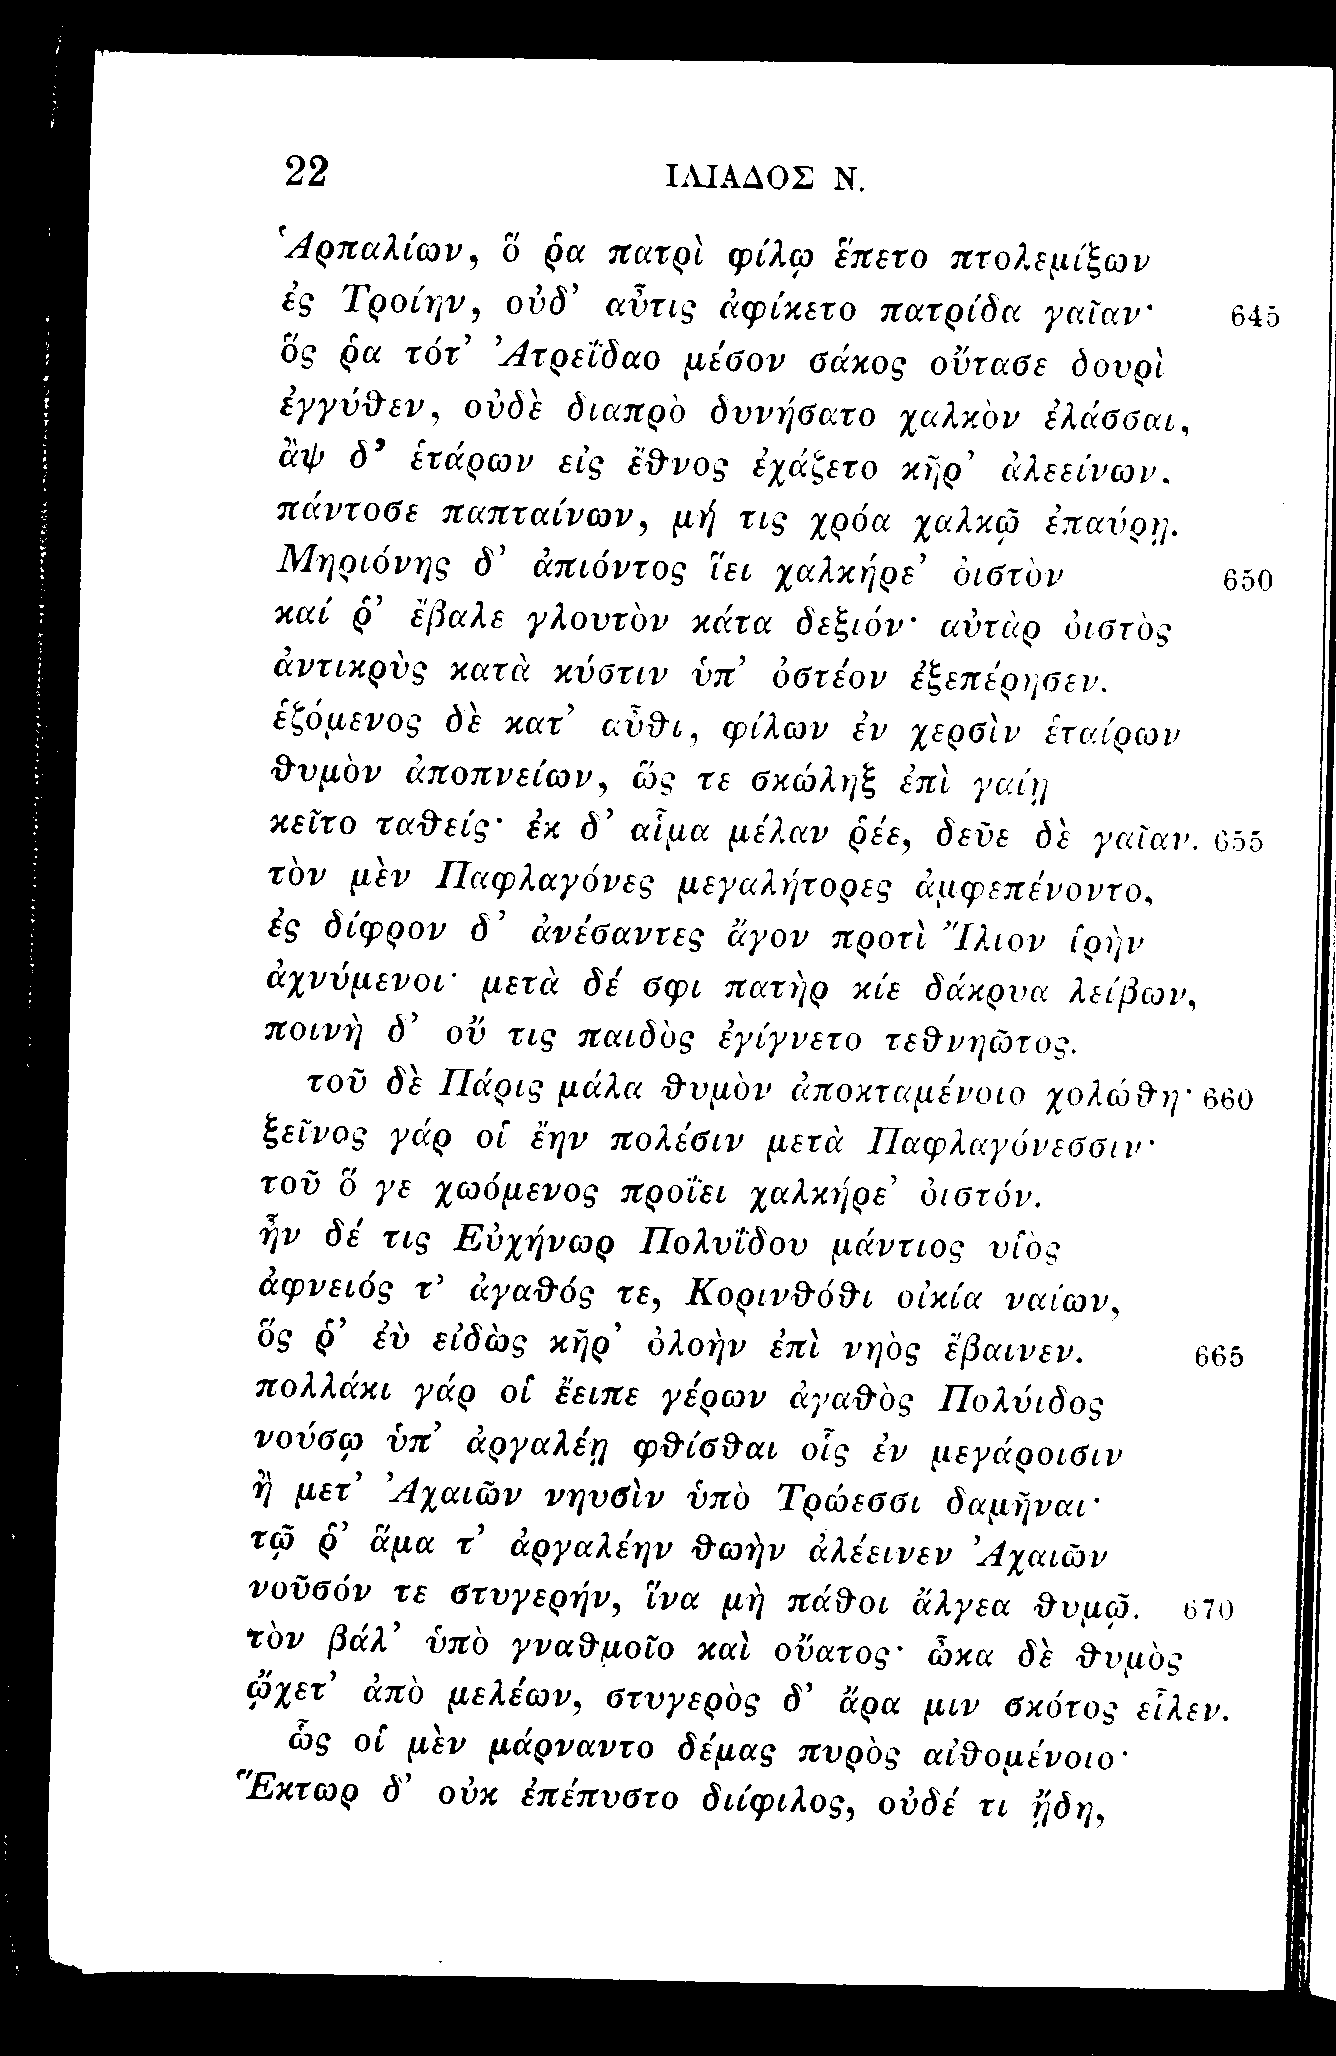 22 ΙΛΙΑΔΟΣ Ν.
Ἁρπαλίων, ὅ ῥα πατρὶ φίλῳ ἕπετο πτολεμίξων
ἐς Τροίην, οὐδ’ αὖτις ἀφίκετο πατρίδα γαῖαν· 645
ὅς ῥα τότ’ Ἀτρεΐδαο μέσον σάκος οὔτασε δουρὶ
ἐγγύθεν, οὐδὲ διαπρὸ δυνήσατο χαλκὸν ἐλάσσαι,
ἂψ δ’ ἑτάρων εἰς ἔθνος ἐχάζετο κῆρ’ ἀλεείνων,
πάντοσε παπταίνων, μή τις χρόα χαλκῷ ἐπαύρῃ.
Μηριόνης δ’ ἀπιόντος ἵει χαλκήρε’ ὀιστὸν 650
καί ῥ’ ἔβαλε γλουτὸν κάτα δεξιόν· αὐτὰρ ὀιστὸς
ἀντικρὺς κατὰ κύστιν ὑπ’ ὀστέον ἐξεπέρησεν.
ἑζόμενος δὲ κατ’ αὖθι, φίλων ἐν χερσὶν ἑταίρων
θυμὸν ἀποπνείων, ὥς τε σκώληξ ἐπὶ γαίῃ
κεῖτο ταθείς· ἐκ δ’ αἷμα μέλαν ῥέε, δεῦε δὲ γαῖαν. 655
τὸν μὲν Παφλαγόνες μεγαλήτορες ἀμφεπένοντο,
ἐς δίφρον δ’ ἀνέσαντες ἄγον προτὶ Ἴλιον ἱρὴν
ἀχνύμενοι· μετὰ δέ σφι πατὴρ κίε δάκρυα λείβων,
ποινὴ δ’ οὔ τις παιδὸς ἐγίγνετο τεθνηῶτος.
τοῦ δὲ Πάρις μάλα θυμὸν ἀποκταμένοιο χολώθη· 660
ξεῖνος γάρ οἱ ἔην πολέσιν μετὰ Παφλαγόνεσσιν·
τοῦ ὅ γε χωόμενος προΐει χαλκήρε’ ὀιστόν.
ἦν δέ τις Εὐχήνωρ Πολυΐδου μάντιος υἱὸς
ἀφνειός τ’ ἀγαθός τε, Κορινθόθι οἰκία ναίων,
ὅς ῥ’ ἐὺ εἰδὼς κῆρ’ ὀλοὴν ἐπὶ νηὸς ἔβαινεν. 665
πολλάκι γάρ οἱ ἔειπε γέρων ἀγαθὸς Πολύιδος
νούσῳ ὑπ’ ἀργαλέῃ φθίσθαι οἷς ἐν μεγάροισιν
ἢ μετ’ Ἀχαιῶν νηυσὶν ὑπὸ Τρώεσσι δαμῆναι·
τῷ ῥ’ ἅμα τ’ ἀργαλέην θωὴν ἀλέεινεν Ἀχαιῶν
νοῦσόν τε στυγερήν, ἵνα μὴ πάθοι ἄλγεα θυμῷ. 670
τὸν βάλ’ ὑπὸ γναθμοῖο καὶ οὔατος· ὦκα δὲ θυμὸς
ᾤχετ’ ἀπὸ μελέων, στυγερὸς δ’ ἄρα μιν σκότος εἷλεν.
ὣς οἱ μὲν μάρναντο δέμας πυρὸς αἰθομένοιο·
Ἕκτωρ δ’ οὐκ ἐπέπυστο διίφιλος, οὐδέ τι ᾔδη,